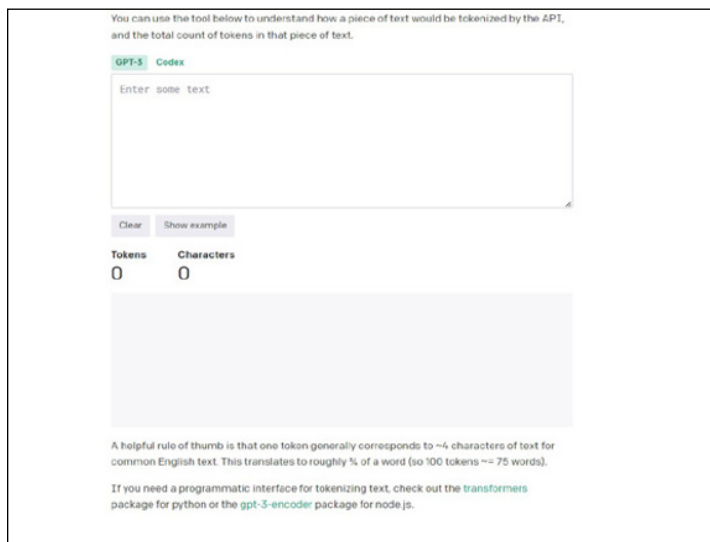 You can use the tool below to understand how a piece of text would be tokenized by the API,
and the total count of tokens in that piece of text.
GPT-3 Codex
Enter some text
Clear Show example
Tokens Characters
0 0
A helpful rule of thumb is that one token generally corresponds to ~4 characters of text for
common English text. This translates to roughly ¾ of a word (so 100 tokens ~= 75 words).
If you need a programmatic interface for tokenizing text, check out the transformers
package for python or the gpt-3-encoder package for node.js.